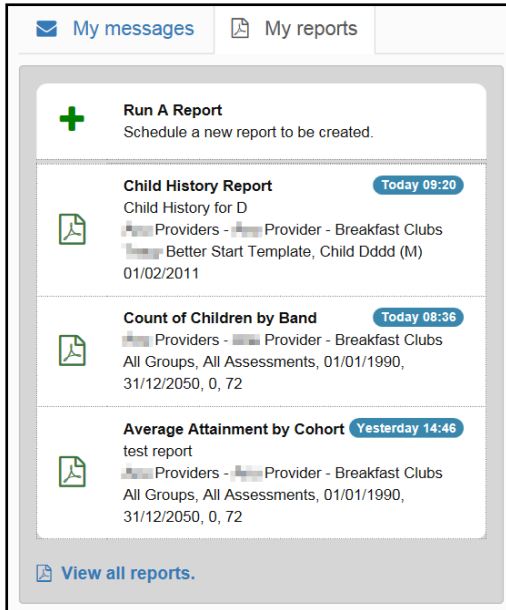 My messages
My reports
Run A Report
Schedule a new report to be created.
Child History Report
Today 09:20
Child History for D
Providers - Provider - Breakfast Clubs
Better Start Template, Child Dddd (M)
01/02/2011
Count of Children by Band
Today 08:36
Providers - Provider - Breakfast Clubs
All Groups, All Assessments, 01/01/1990,
31/12/2050, 0, 72
Average Attainment by Cohort
Yesterday 14:46
test report
Providers - Provider - Breakfast Clubs
All Groups, All Assessments, 01/01/1990,
31/12/2050, 0, 72
View all reports.